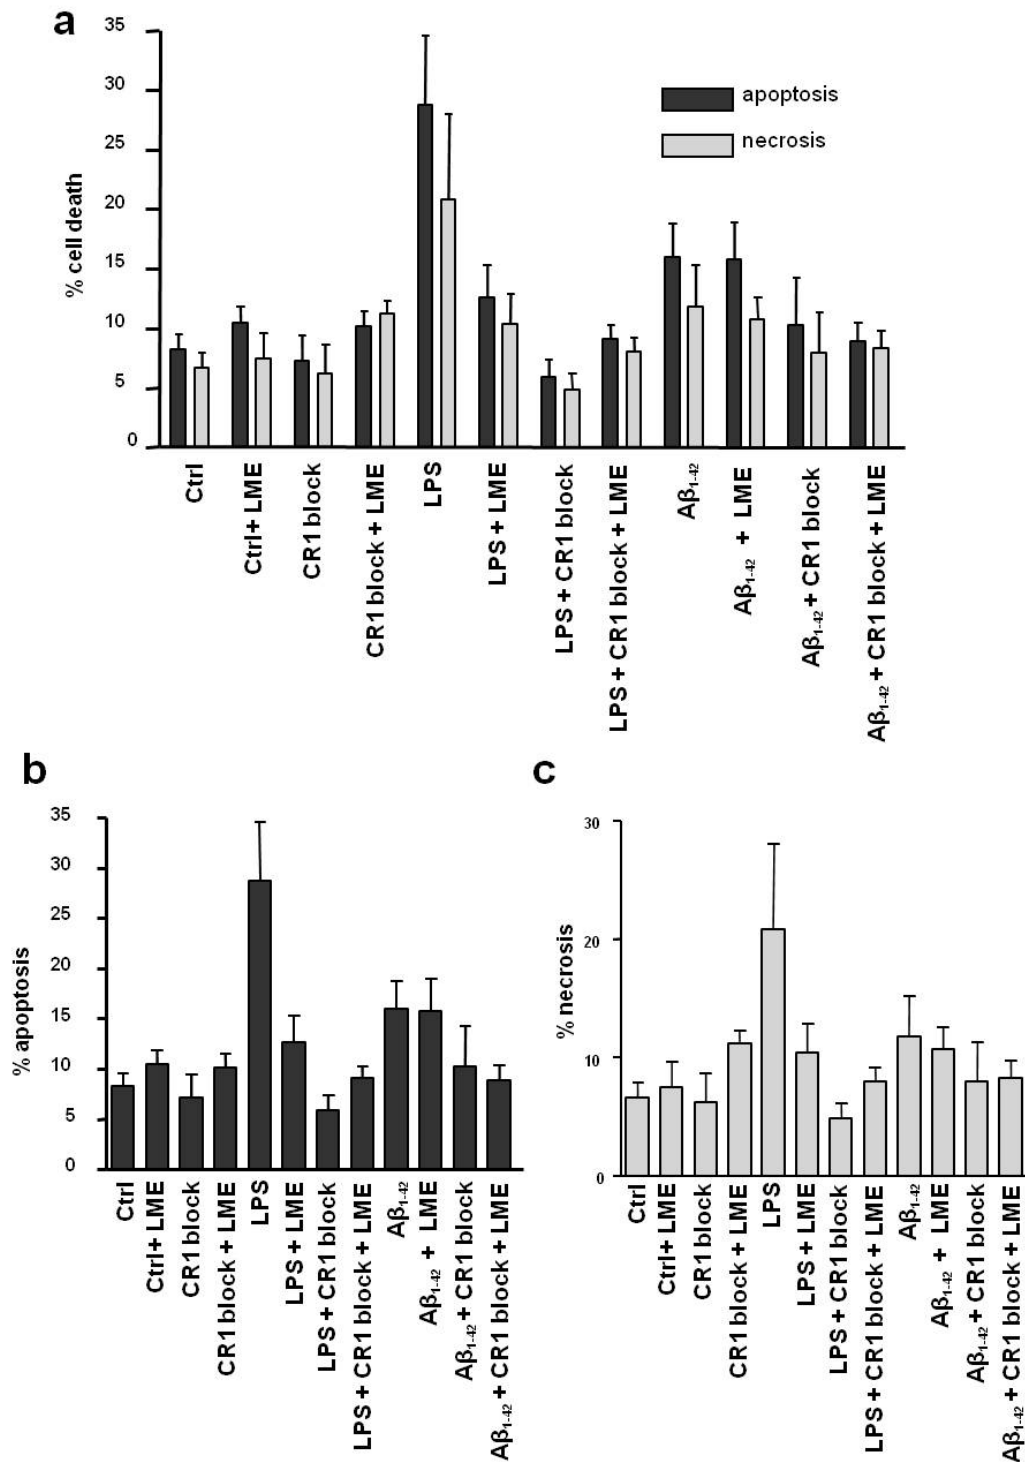 a
35
30
25
20
15
10
5
0
% cell death
apoptosis
necrosis
Ctrl
Ctrl+ LME
CR1 block
CR1 block + LME
LPS
LPS + LME
LPS + CR1 block
LPS + CR1 block + LME
Aβ₁₋₄₂
Aβ₁₋₄₂ + LME
Aβ₁₋₄₂ + CR1 block
Aβ₁₋₄₂ + CR1 block + LME
b
35
30
25
20
15
10
5
0
% apoptosis
Ctrl
Ctrl+ LME
CR1 block
CR1 block + LME
LPS
LPS + LME
LPS + CR1 block
LPS + CR1 block + LME
Aβ₁₋₄₂
Aβ₁₋₄₂ + LME
Aβ₁₋₄₂ + CR1 block
Aβ₁₋₄₂ + CR1 block + LME
c
30
20
10
0
% necrosis
Ctrl
Ctrl+ LME
CR1 block
CR1 block + LME
LPS
LPS + LME
LPS + CR1 block
LPS + CR1 block + LME
Aβ₁₋₄₂
Aβ₁₋₄₂ + LME
Aβ₁₋₄₂ + CR1 block
Aβ₁₋₄₂ + CR1 block + LME